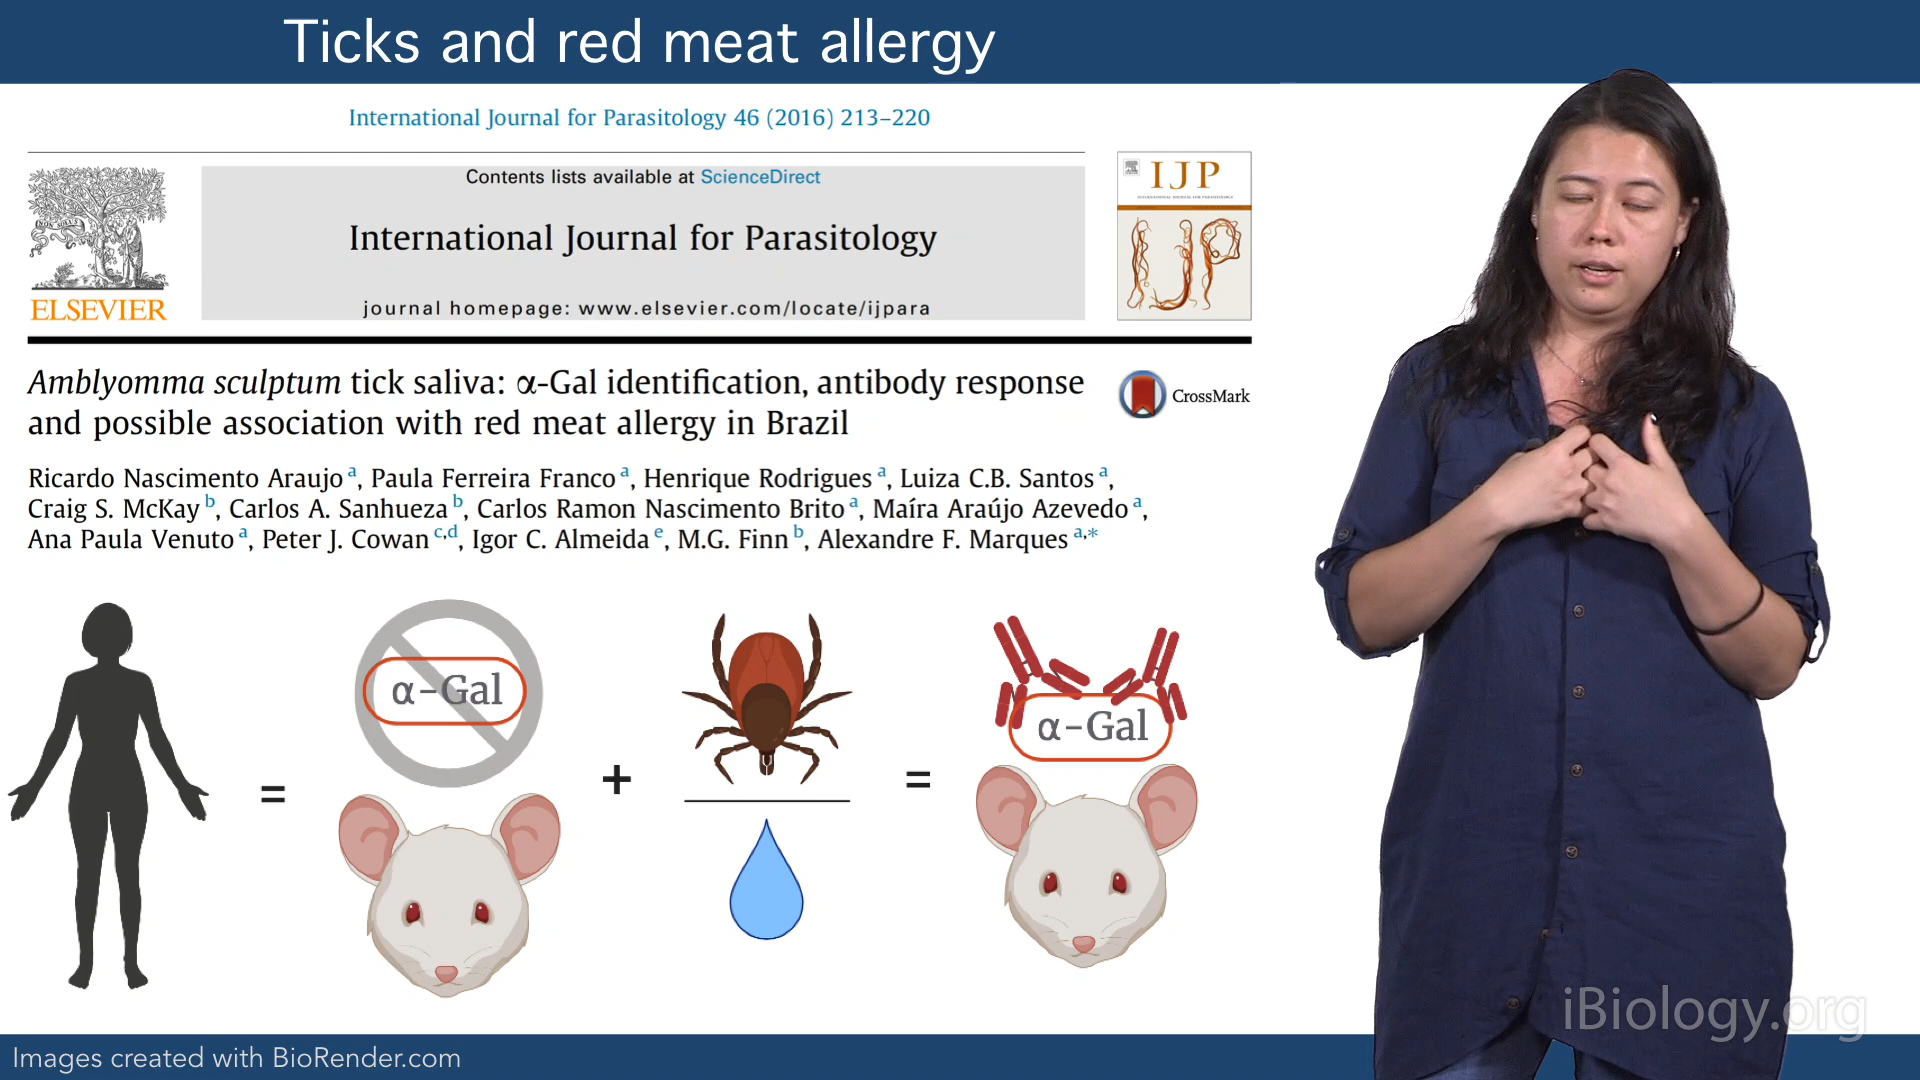 Ticks and red meat allergy
International Journal for Parasitology 46 (2016) 213–220
Contents lists available at ScienceDirect
International Journal for Parasitology
journal homepage: www.elsevier.com/locate/ijpara
ELSEVIER
IJP
Amblyomma sculptum tick saliva: α-Gal identification, antibody response
and possible association with red meat allergy in Brazil
CrossMark
Ricardo Nascimento Araujo a, Paula Ferreira Franco a, Henrique Rodrigues a, Luiza C.B. Santos a,
Craig S. McKay b, Carlos A. Sanhueza b, Carlos Ramon Nascimento Brito a, Maíra Araújo Azevedo a,
Ana Paula Venuto a, Peter J. Cowan c,d, Igor C. Almeida e, M.G. Finn b, Alexandre F. Marques a,*
α-Gal
α-Gal
= + =
iBiology.org
Images created with BioRender.com